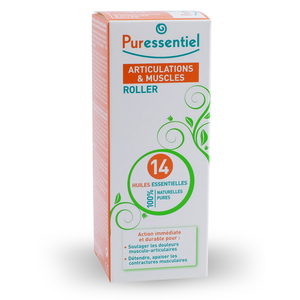 Puressentiel
ARTICULATIONS
& MUSCLES
ROLLER
14
HUILES ESSENTIELLES
100%
NATURELLES
PURES
Action immédiate
et durable pour :
• Soulager les douleurs
musculo-articulaires
• Détendre, apaiser les
contractures musculaires